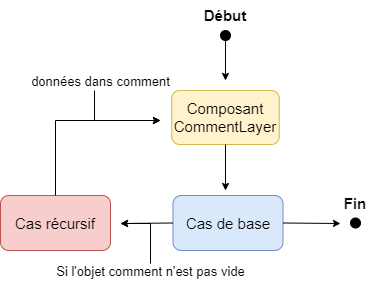 Début
données dans comment
Composant
CommentLayer
Cas récursif
Cas de base
Fin
Si l'objet comment n'est pas vide